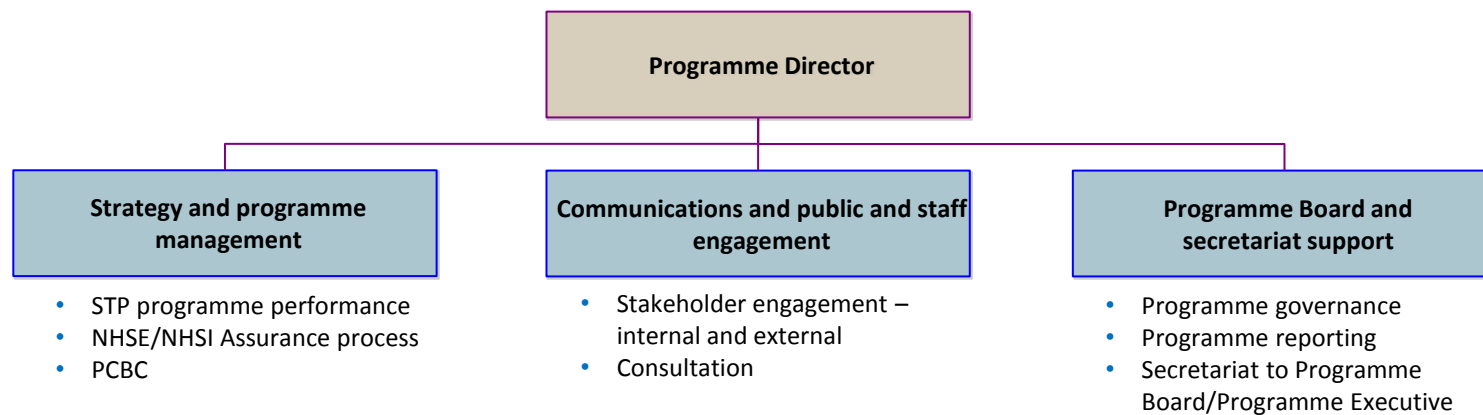 Programme Director
Strategy and programme
management
Communications and public and staff
engagement
Programme Board and
secretariat support
• STP programme performance
• NHSE/NHSI Assurance process
• PCBC
• Stakeholder engagement –
internal and external
• Consultation
• Programme governance
• Programme reporting
• Secretariat to Programme
Board/Programme Executive